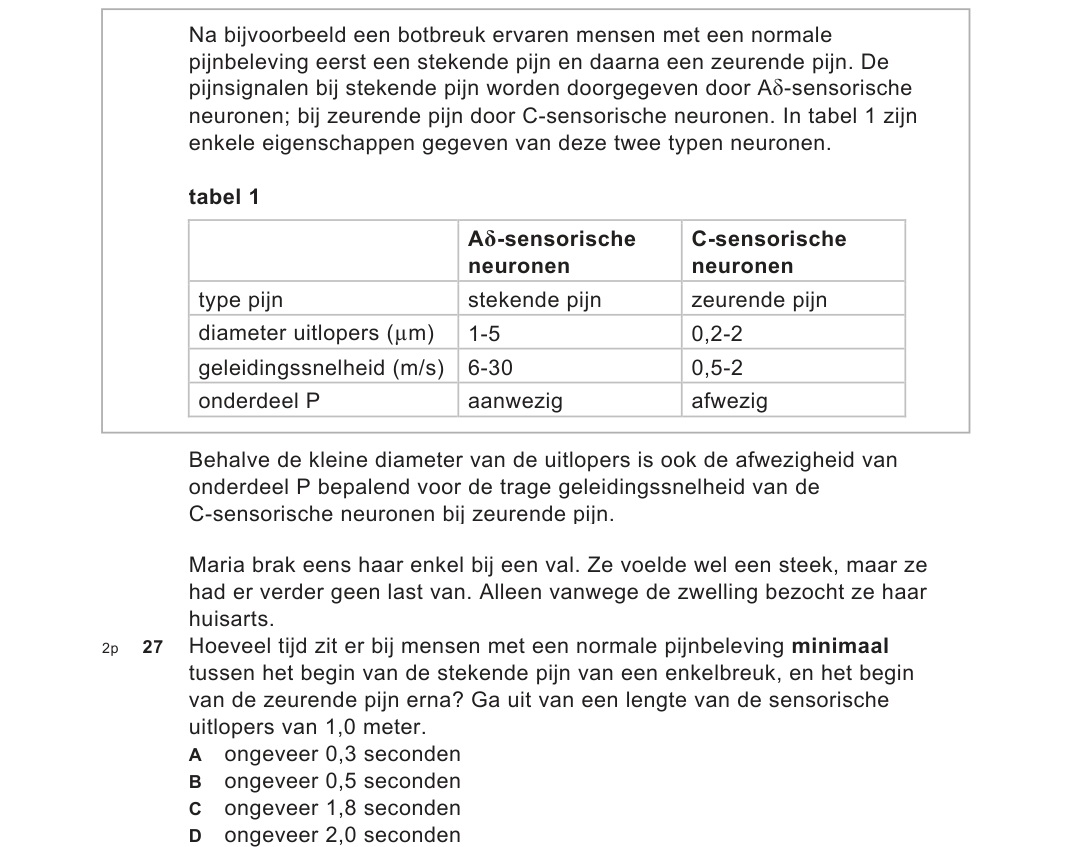 Na bijvoorbeeld een botbreuk ervaren mensen met een normale
pijnbeleving eerst een stekende pijn en daarna een zeurende pijn. De
pijnsignalen bij stekende pijn worden doorgegeven door Aδ-sensorische
neuronen; bij zeurende pijn door C-sensorische neuronen. In tabel 1 zijn
enkele eigenschappen gegeven van deze twee typen neuronen.
tabel 1
Aδ-sensorische neuronen C-sensorische neuronen
type pijn stekende pijn zeurende pijn
diameter uitlopers (μm) 1-5 0,2-2
geleidingssnelheid (m/s) 6-30 0,5-2
onderdeel P aanwezig afwezig
Behalve de kleine diameter van de uitlopers is ook de afwezigheid van
onderdeel P bepalend voor de trage geleidingssnelheid van de
C-sensorische neuronen bij zeurende pijn.
Maria brak eens haar enkel bij een val. Ze voelde wel een steek, maar ze
had er verder geen last van. Alleen vanwege de zwelling bezocht ze haar
huisarts.
2p 27 Hoeveel tijd zit er bij mensen met een normale pijnbeleving minimaal
tussen het begin van de stekende pijn van een enkelbreuk, en het begin
van de zeurende pijn erna? Ga uit van een lengte van de sensorische
uitlopers van 1,0 meter.
A ongeveer 0,3 seconden
B ongeveer 0,5 seconden
C ongeveer 1,8 seconden
D ongeveer 2,0 seconden